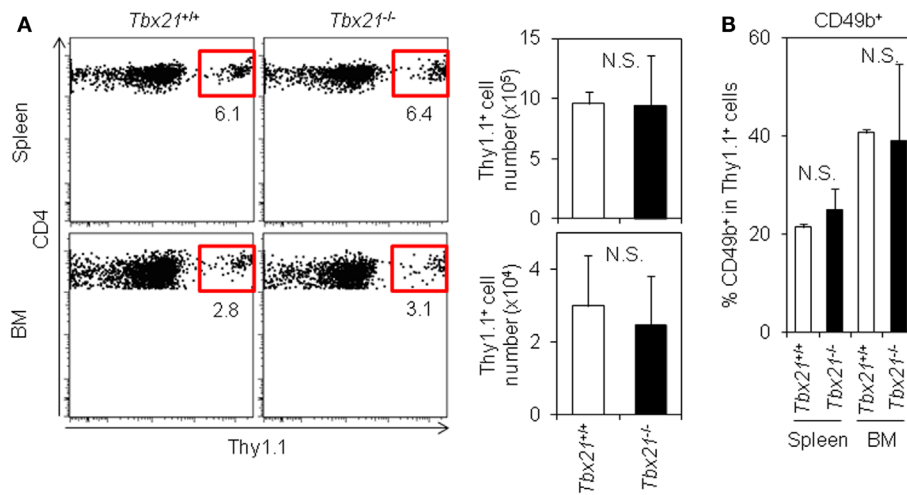 A
Tbx21+/+
Tbx21-/-
Spleen
6.1
6.4
BM
2.8
3.1
CD4
Thy1.1
Thy1.1+ cell
number (x10⁵)
15
10
5
0
N.S.
Thy1.1+ cell
number (x10⁴)
4
2
0
N.S.
Tbx21+/+
Tbx21-/-
B
CD49b+
% CD49b+ in Thy1.1+ cells
60
40
20
0
N.S.
N.S.
Tbx21+/+
Tbx21-/-
Tbx21+/+
Tbx21-/-
Spleen
BM